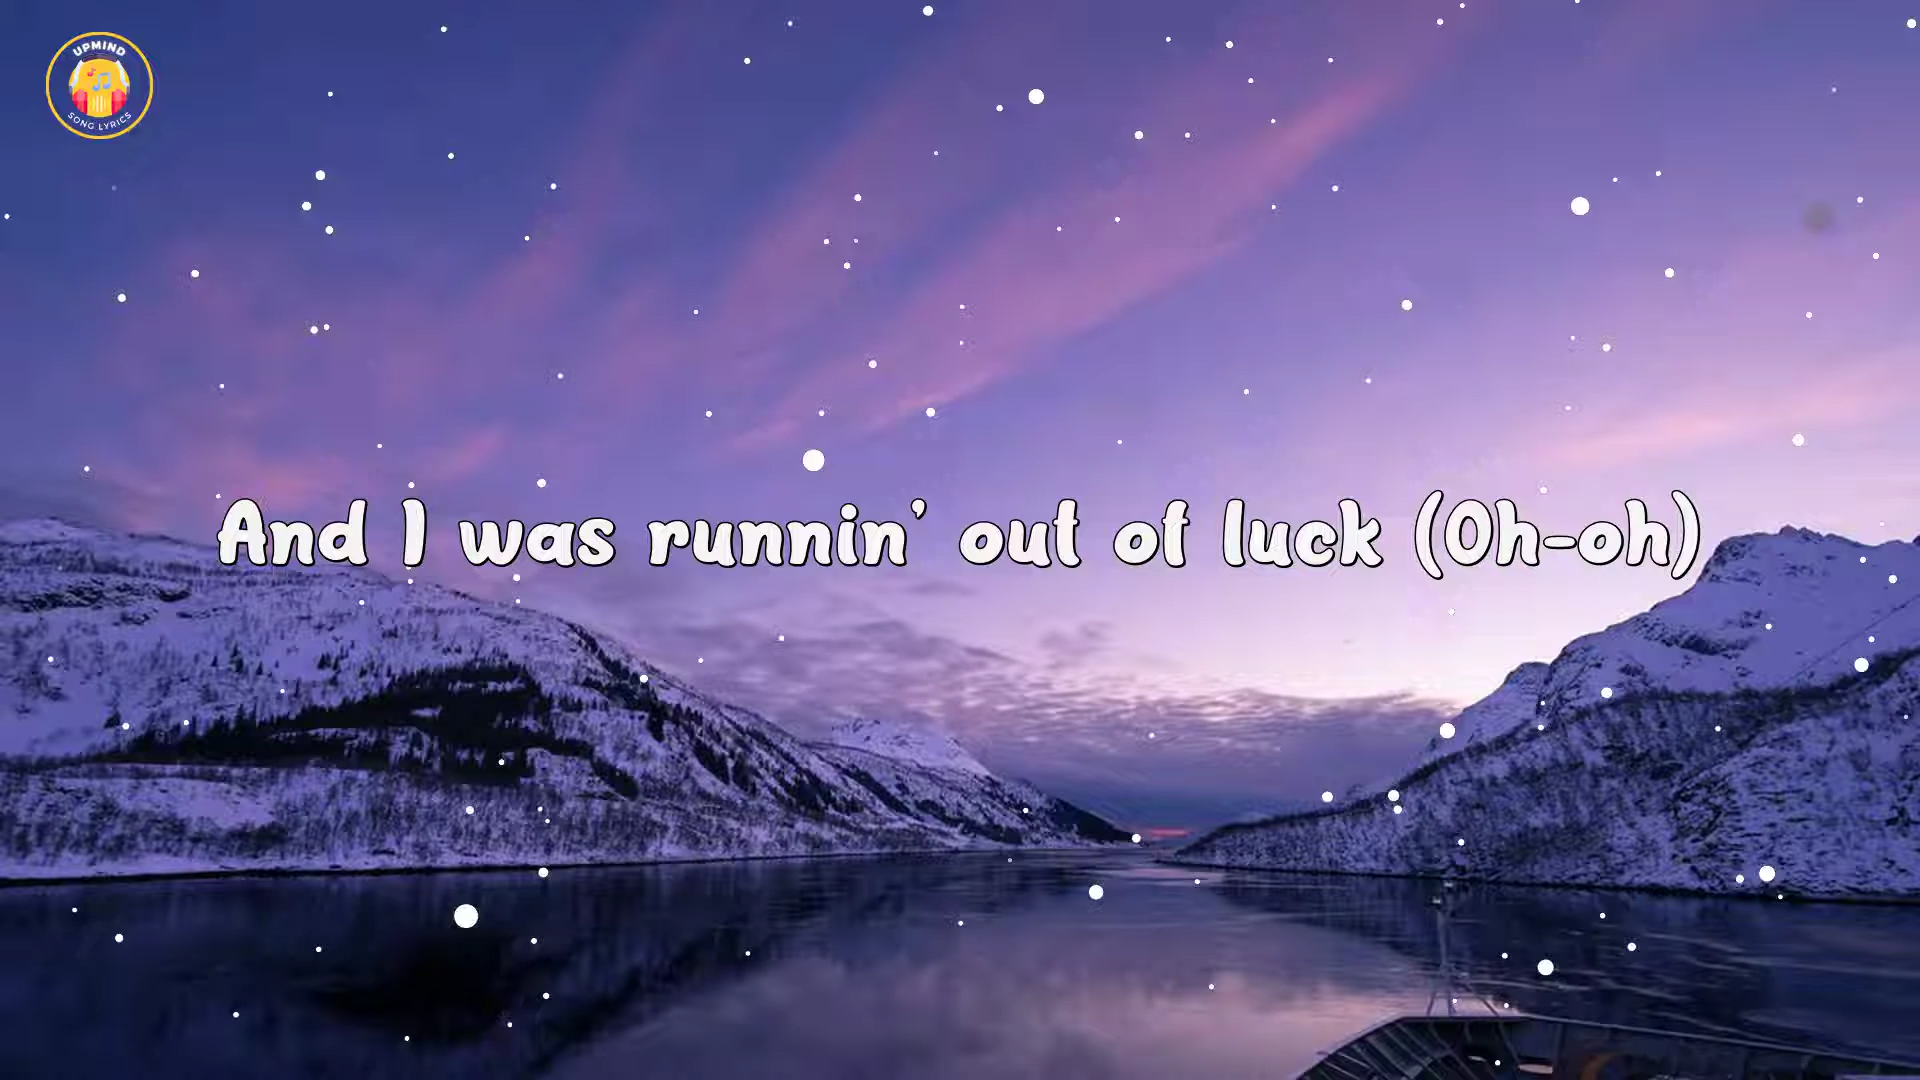 UPMIND
SONG LYRICS
And I was runnin' out of luck (Oh-oh)